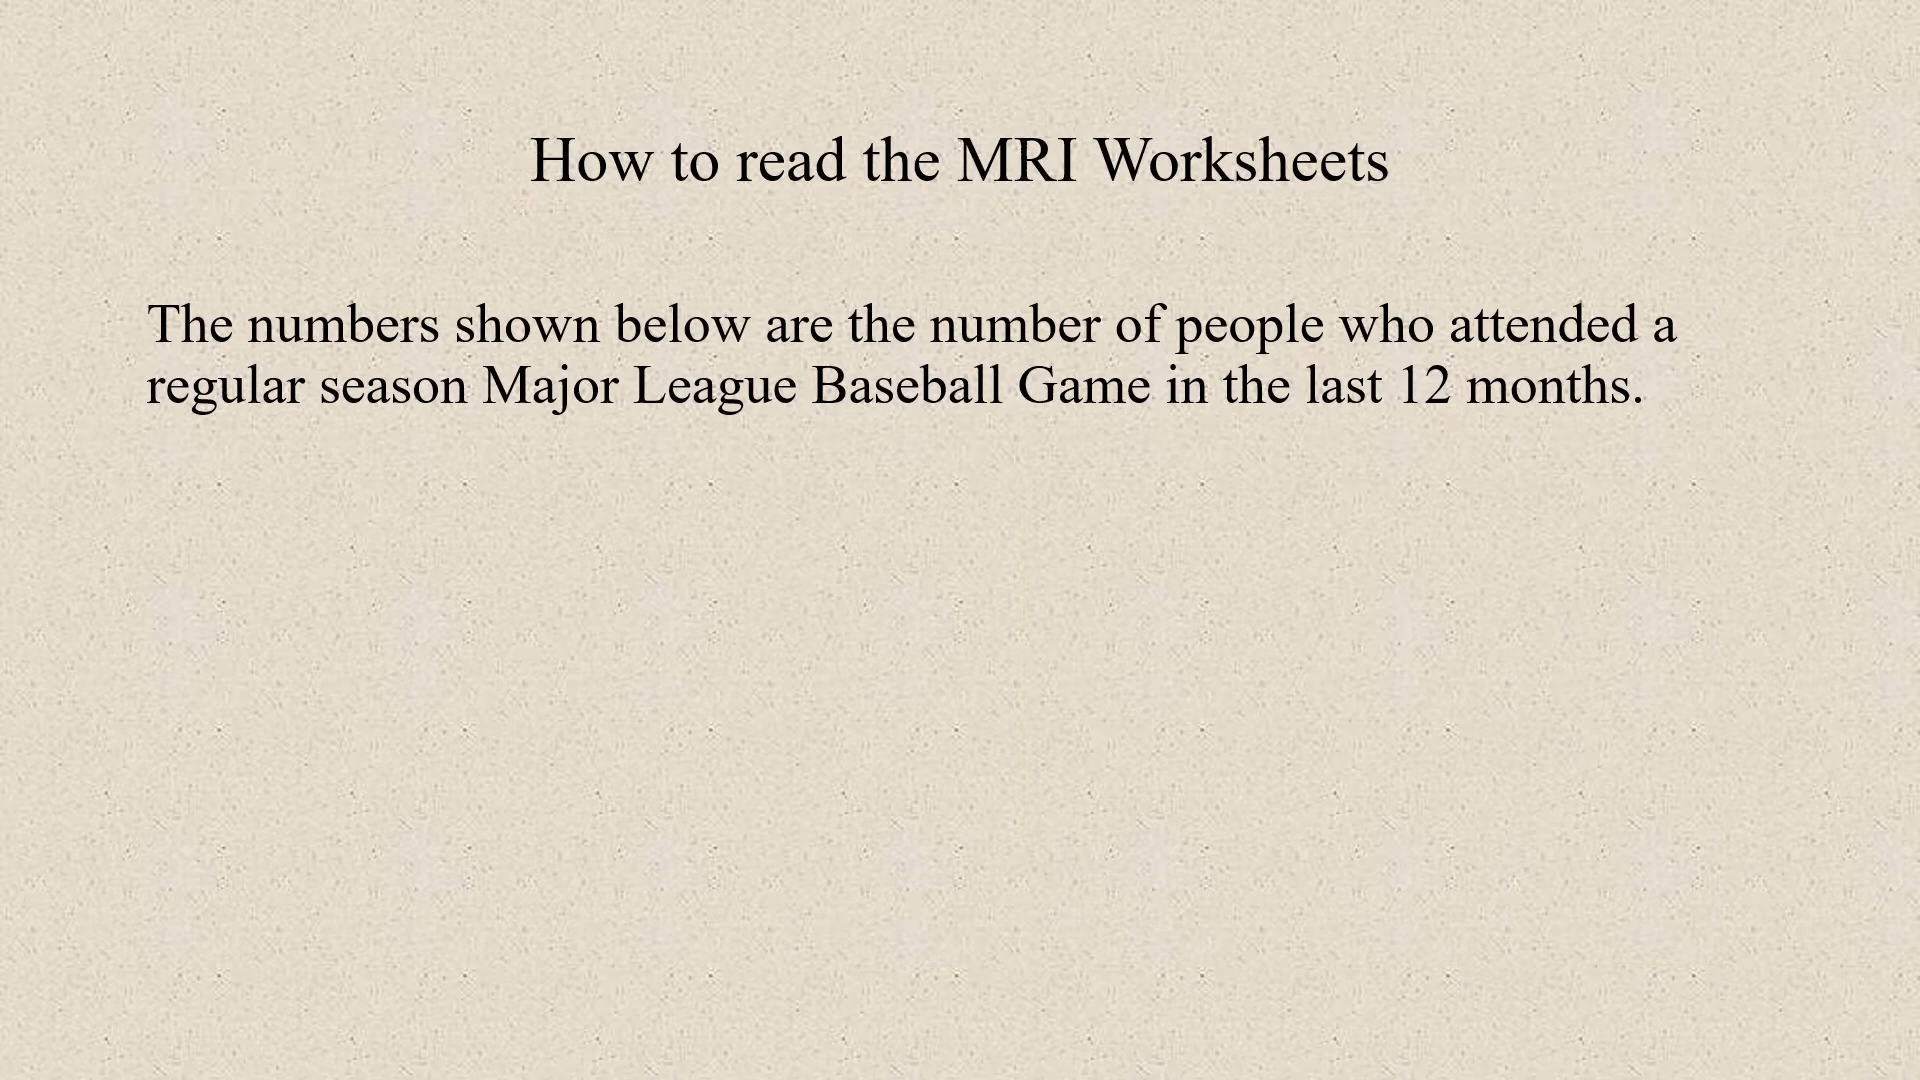 How to read the MRI Worksheets
The numbers shown below are the number of people who attended a
regular season Major League Baseball Game in the last 12 months.